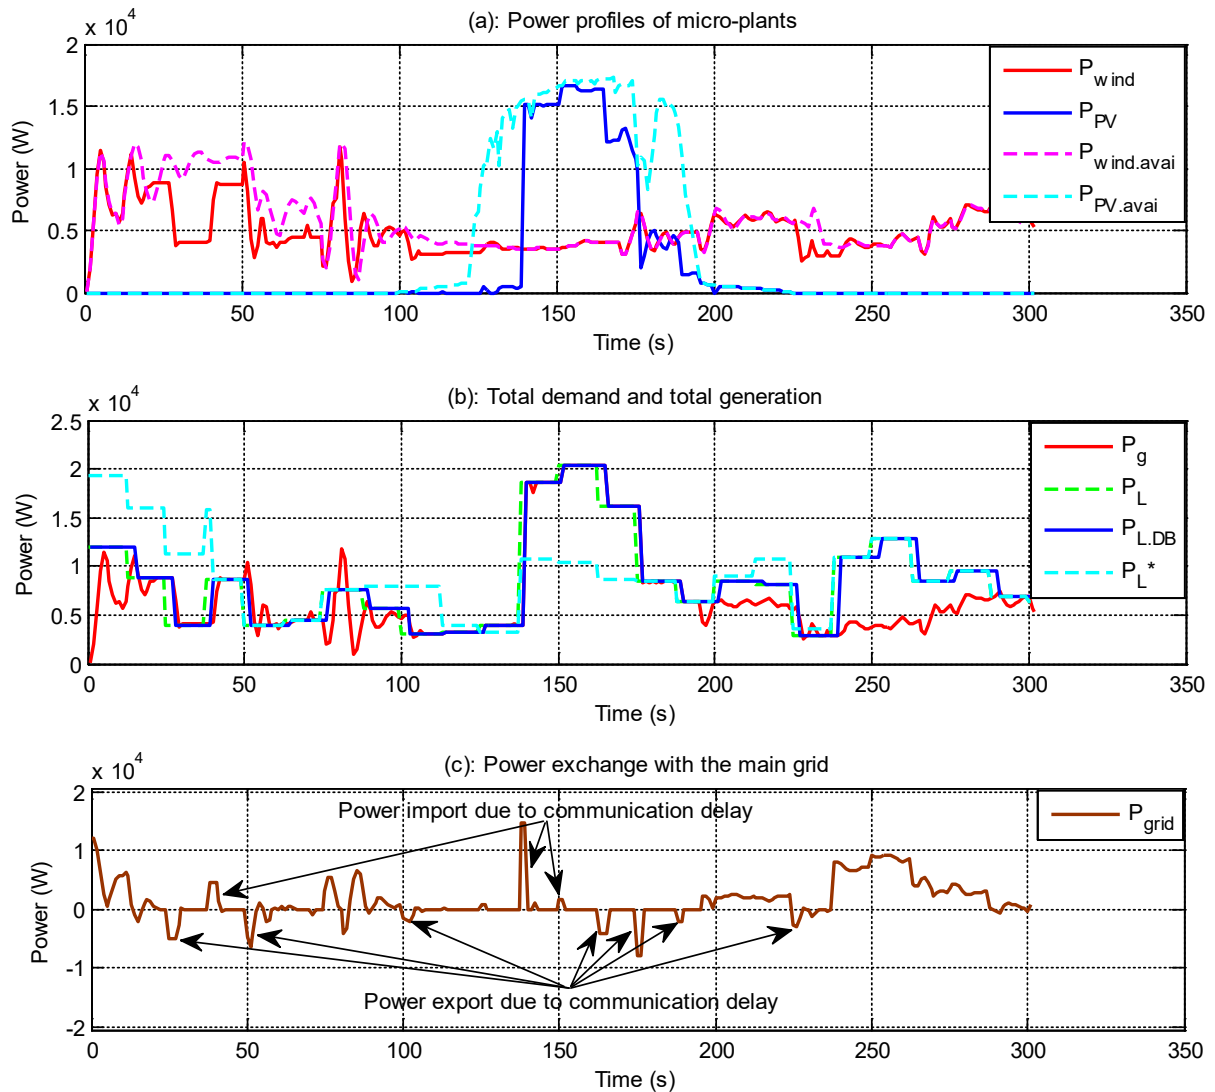 (a): Power profiles of micro-plants
x 10^4
2
1.5
1
0.5
0
Power (W)
P_wind
P_PV
P_wind.avai
P_PV.avai
0 50 100 150 200 250 300 350
Time (s)
(b): Total demand and total generation
x 10^4
2.5
2
1.5
1
0.5
0
Power (W)
P_g
P_L
P_L.DB
P_L*
0 50 100 150 200 250 300 350
Time (s)
(c): Power exchange with the main grid
x 10^4
2
1
0
-1
-2
Power (W)
Power import due to communication delay
P_grid
Power export due to communication delay
0 50 100 150 200 250 300 350
Time (s)